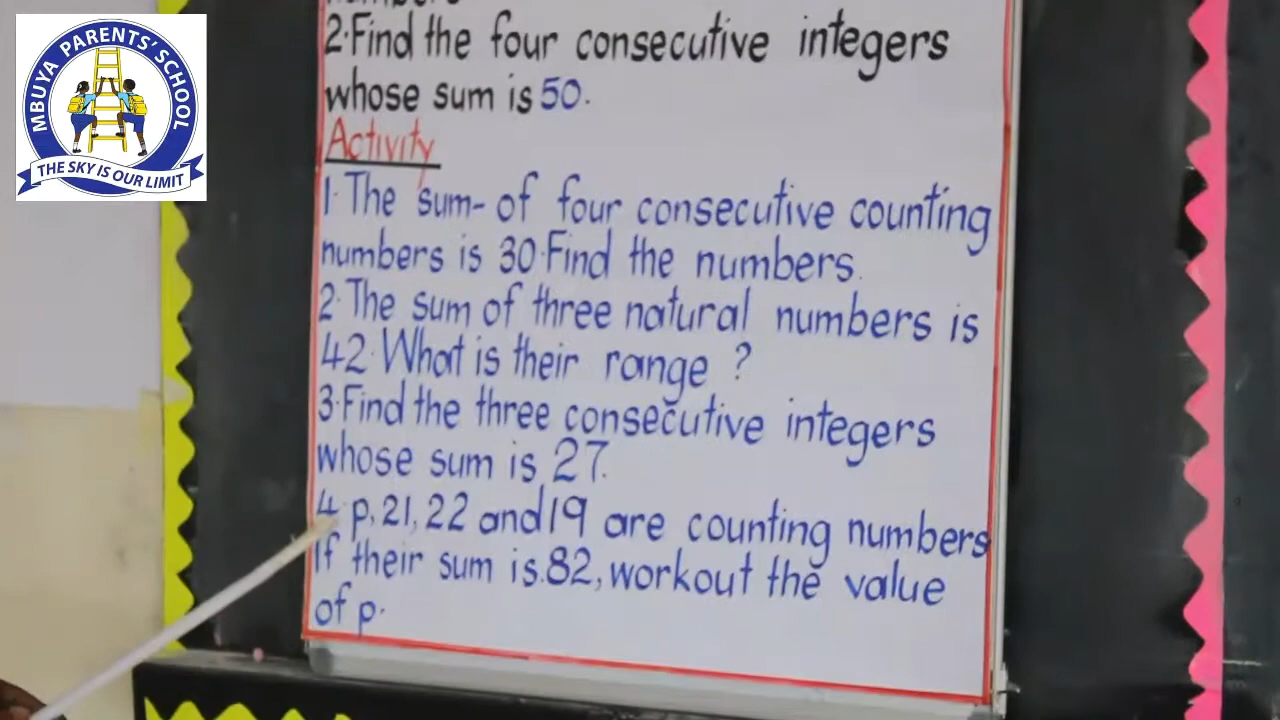 MBUYA PARENTS' SCHOOL
THE SKY IS OUR LIMIT
2. Find the four consecutive integers
whose sum is 50.
Activity
1. The sum- of four consecutive counting
numbers is 30. Find the numbers.
2. The sum of three natural numbers is
42. What is their range ?
3. Find the three consecutive integers
whose sum is 27.
4. p, 21, 22 and 19 are counting numbers
If their sum is 82, workout the value
of p.